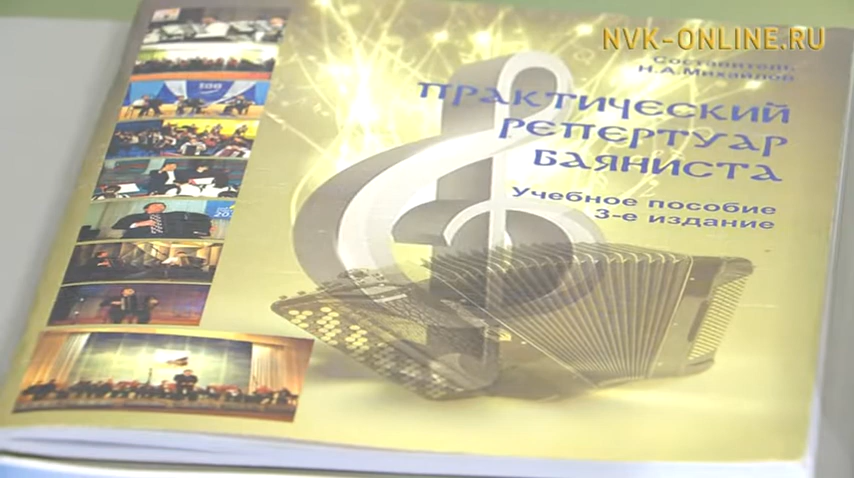 NVK-ONLINE.RU
Составитель
Н.А.Михайлов
ПРАКТИЧЕСКИЙ
РЕПЕРТУАР
БАЯНИСТА
Учебное пособие
3-е издание